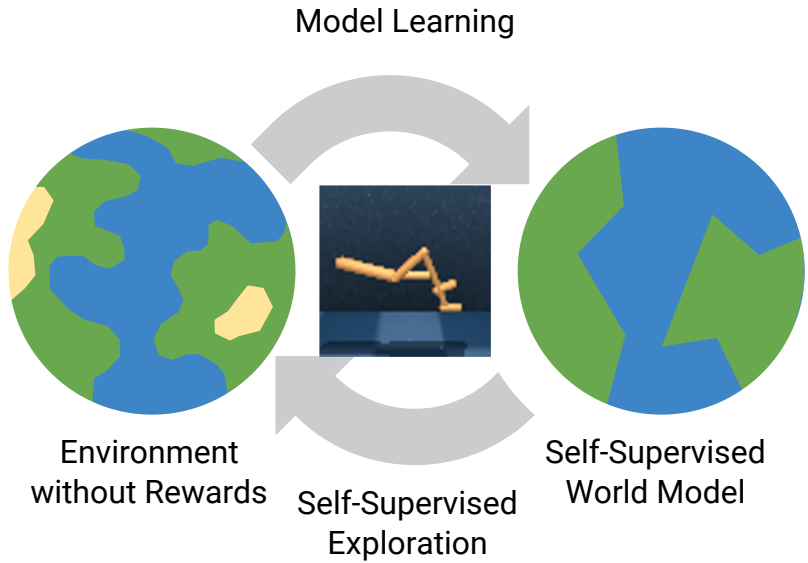 Model Learning
Environment
without Rewards
Self-Supervised
World Model
Self-Supervised
Exploration